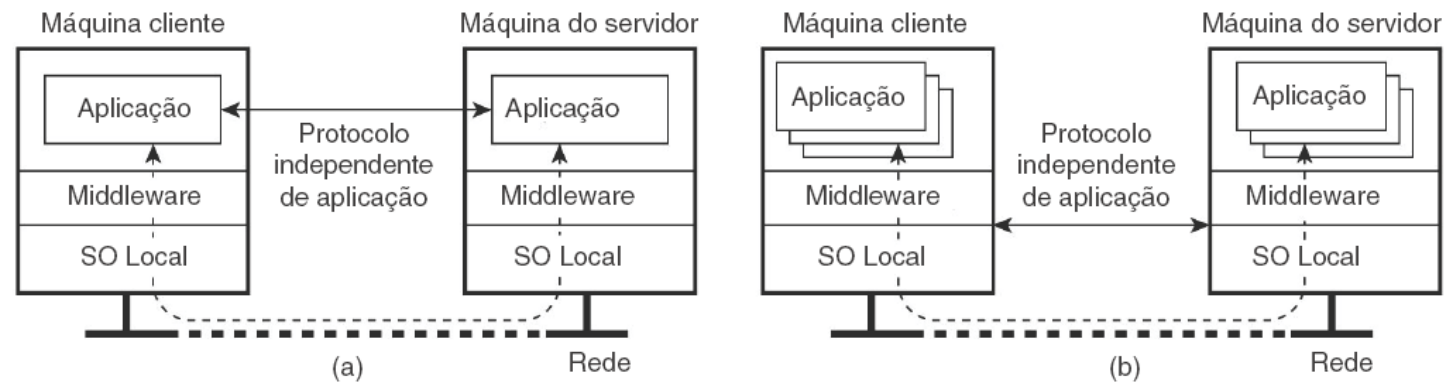 Máquina cliente
Máquina do servidor
Aplicação
Aplicação
Protocolo
independente
de aplicação
Middleware
Middleware
SO Local
SO Local
(a)
Rede
Máquina cliente
Máquina do servidor
Aplicação
Aplicação
Protocolo
independente
de aplicação
Middleware
Middleware
SO Local
SO Local
(b)
Rede